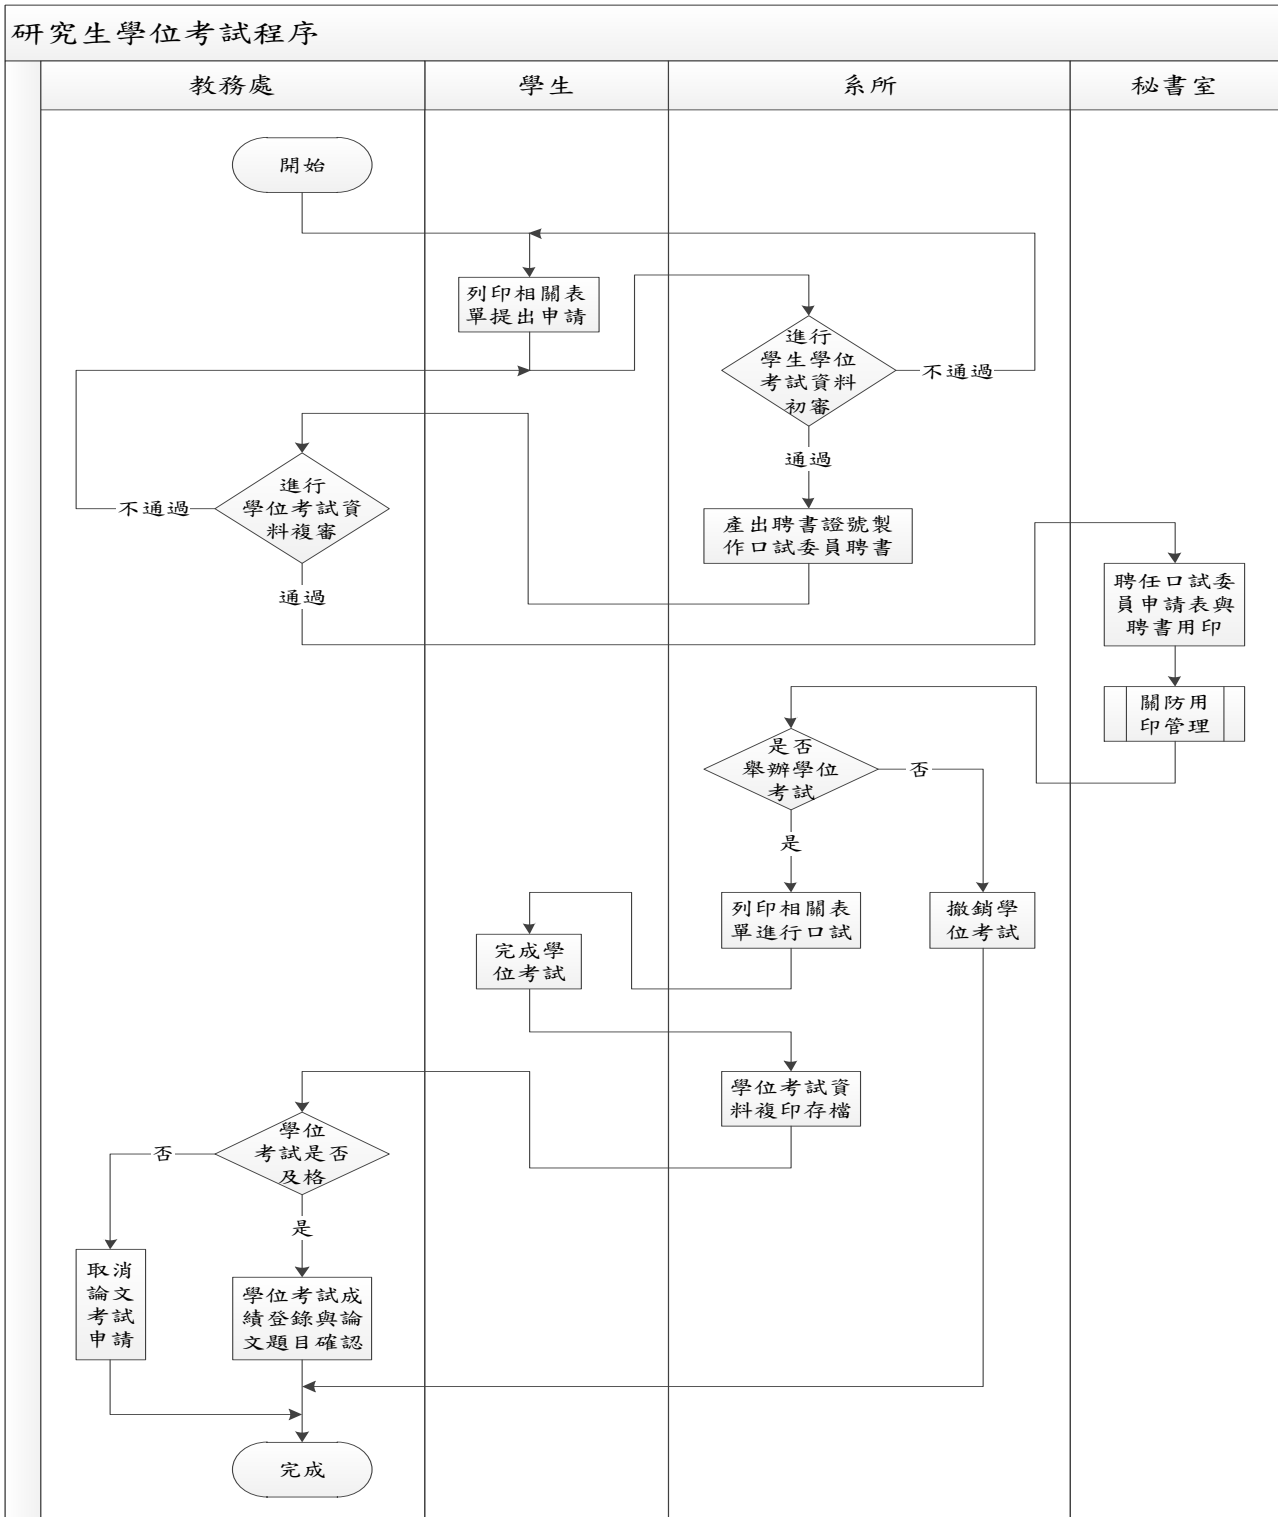 研究生學位考試程序
教務處
學生
系所
秘書室
開始
列印相關表
單提出申請
進行
學生學位
考試資料
初審
不通過
通過
進行
學位考試資
料複審
不通過
通過
產出聘書證號製
作口試委員聘書
聘任口試委
員申請表與
聘書用印
關防用
印管理
是否
舉辦學位
考試
否
是
列印相關表
單進行口試
撤銷學
位考試
完成學
位考試
學位考試資
料複印存檔
學位
考試是否
及格
否
是
取消
論文
考試
申請
學位考試成
績登錄與論
文題目確認
完成